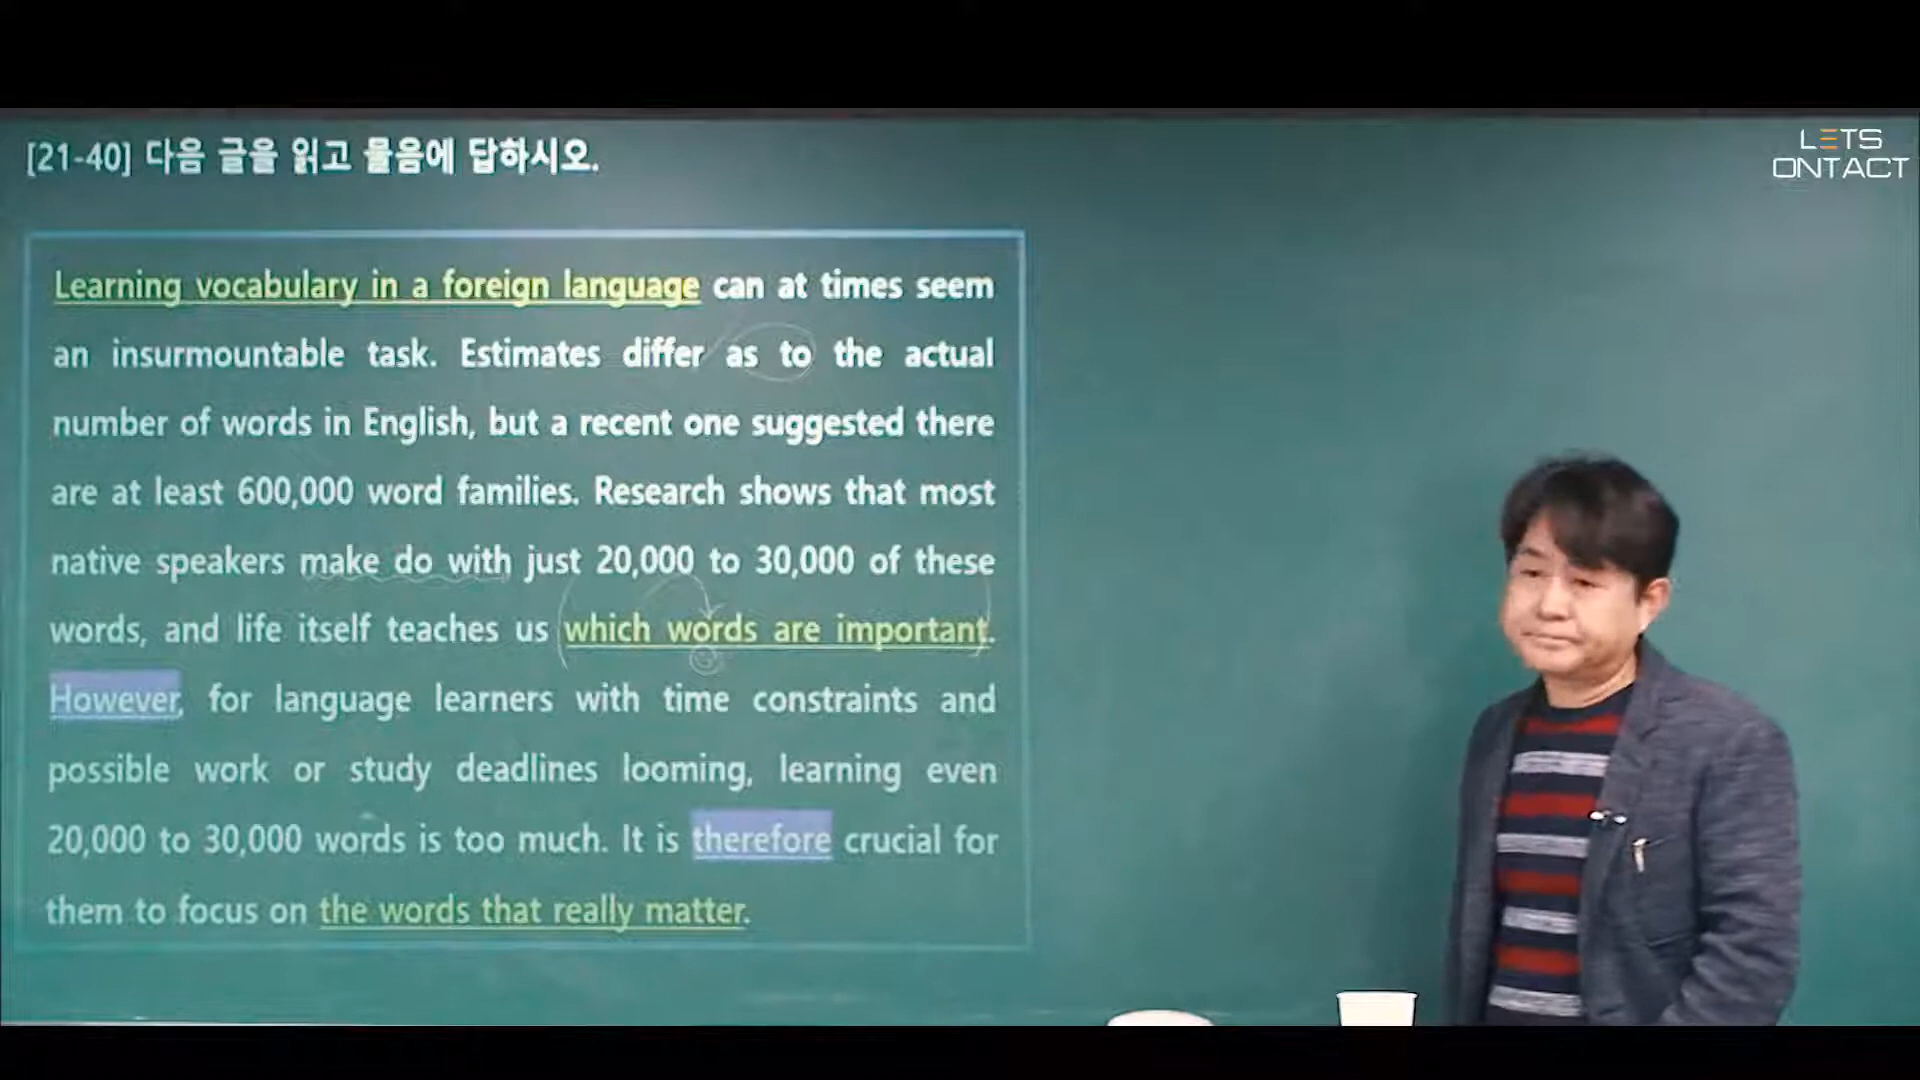 [21-40] 다음 글을 읽고 물음에 답하시오.
LETS
ONTACT
Learning vocabulary in a foreign language can at times seem
an insurmountable task. Estimates differ as to the actual
number of words in English, but a recent one suggested there
are at least 600,000 word families. Research shows that most
native speakers make do with just 20,000 to 30,000 of these
words, and life itself teaches us which words are important.
However, for language learners with time constraints and
possible work or study deadlines looming, learning even
20,000 to 30,000 words is too much. It is therefore crucial for
them to focus on the words that really matter.